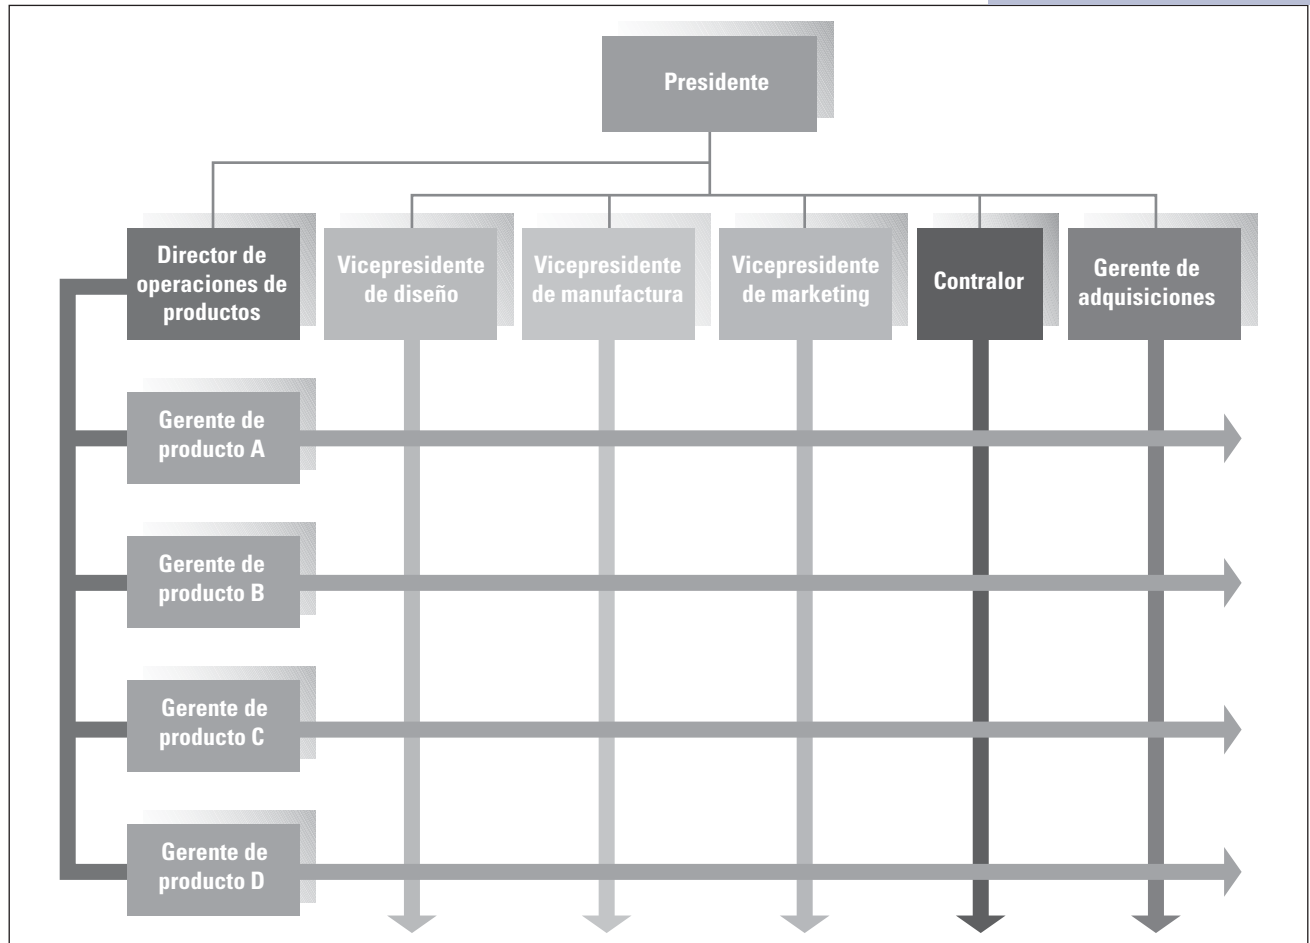 Presidente
Director de
operaciones de
productos
Vicepresidente
de diseño
Vicepresidente
de manufactura
Vicepresidente
de marketing
Contralor
Gerente de
adquisiciones
Gerente de
producto A
Gerente de
producto B
Gerente de
producto C
Gerente de
producto D